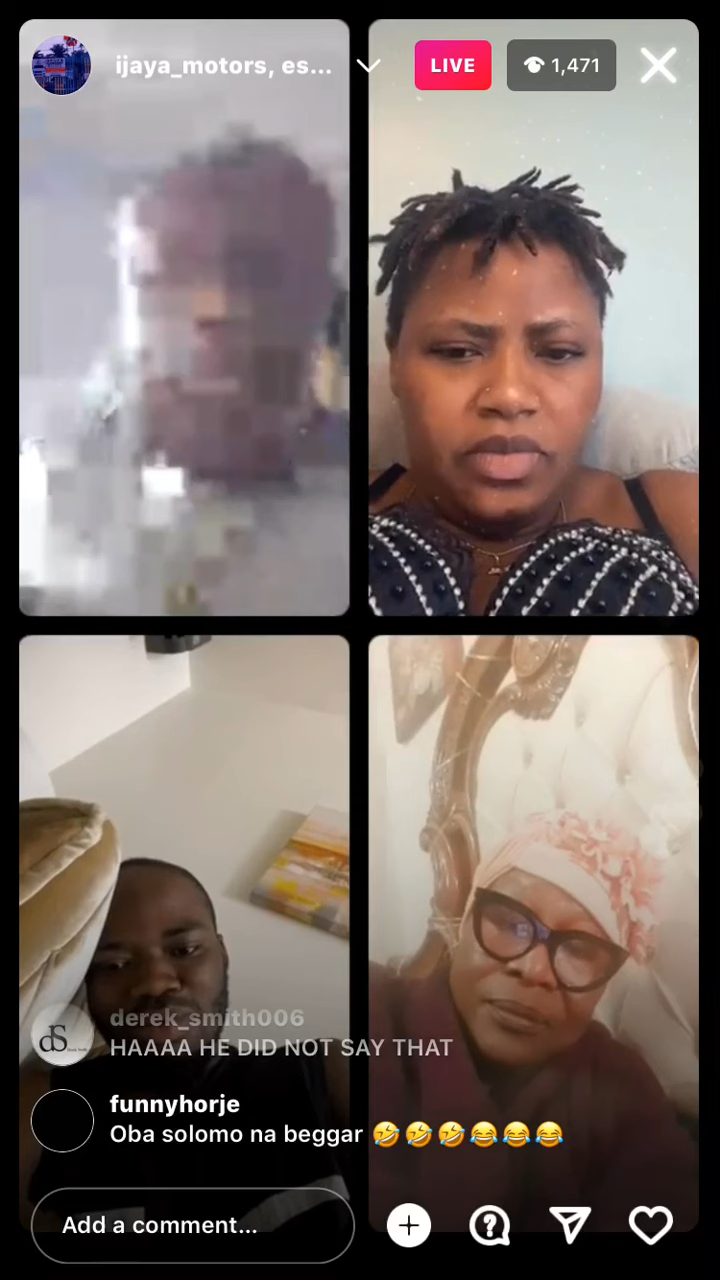 ijaya_motors, es...
LIVE
1,471
derek_smith006
HAAAA HE DID NOT SAY THAT
funnyhorje
Oba solomo na beggar 🤣🤣🤣😂😂😂
Add a comment...
dS